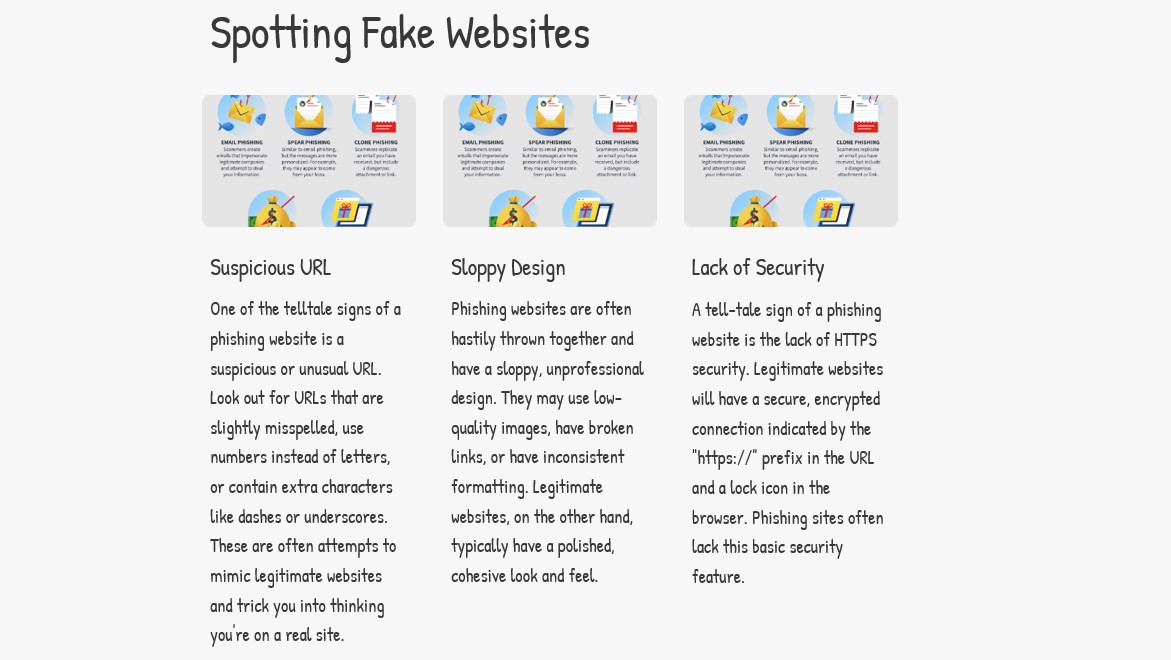 Spotting Fake Websites
EMAIL PHISHING
Scammers create
emails that impersonate
legitimate companies
and attempt to steal
your information.
SPEAR PHISHING
Similar to email phishing,
but the messages are more
personalized. For example,
they may appear to come
from your boss.
CLONE PHISHING
Scammers replicate
an email you have
received, but include
a dangerous
attachment or link.
EMAIL PHISHING
Scammers create
emails that impersonate
legitimate companies
and attempt to steal
your information.
SPEAR PHISHING
Similar to email phishing,
but the messages are more
personalized. For example,
they may appear to come
from your boss.
CLONE PHISHING
Scammers replicate
an email you have
received, but include
a dangerous
attachment or link.
EMAIL PHISHING
Scammers create
emails that impersonate
legitimate companies
and attempt to steal
your information.
SPEAR PHISHING
Similar to email phishing,
but the messages are more
personalized. For example,
they may appear to come
from your boss.
CLONE PHISHING
Scammers replicate
an email you have
received, but include
a dangerous
attachment or link.
Suspicious URL
One of the telltale signs of a
phishing website is a
suspicious or unusual URL.
Look out for URLs that are
slightly misspelled, use
numbers instead of letters,
or contain extra characters
like dashes or underscores.
These are often attempts to
mimic legitimate websites
and trick you into thinking
you're on a real site.
Sloppy Design
Phishing websites are often
hastily thrown together and
have a sloppy, unprofessional
design. They may use low-
quality images, have broken
links, or have inconsistent
formatting. Legitimate
websites, on the other hand,
typically have a polished,
cohesive look and feel.
Lack of Security
A tell-tale sign of a phishing
website is the lack of HTTPS
security. Legitimate websites
will have a secure, encrypted
connection indicated by the
"https://" prefix in the URL
and a lock icon in the
browser. Phishing sites often
lack this basic security
feature.